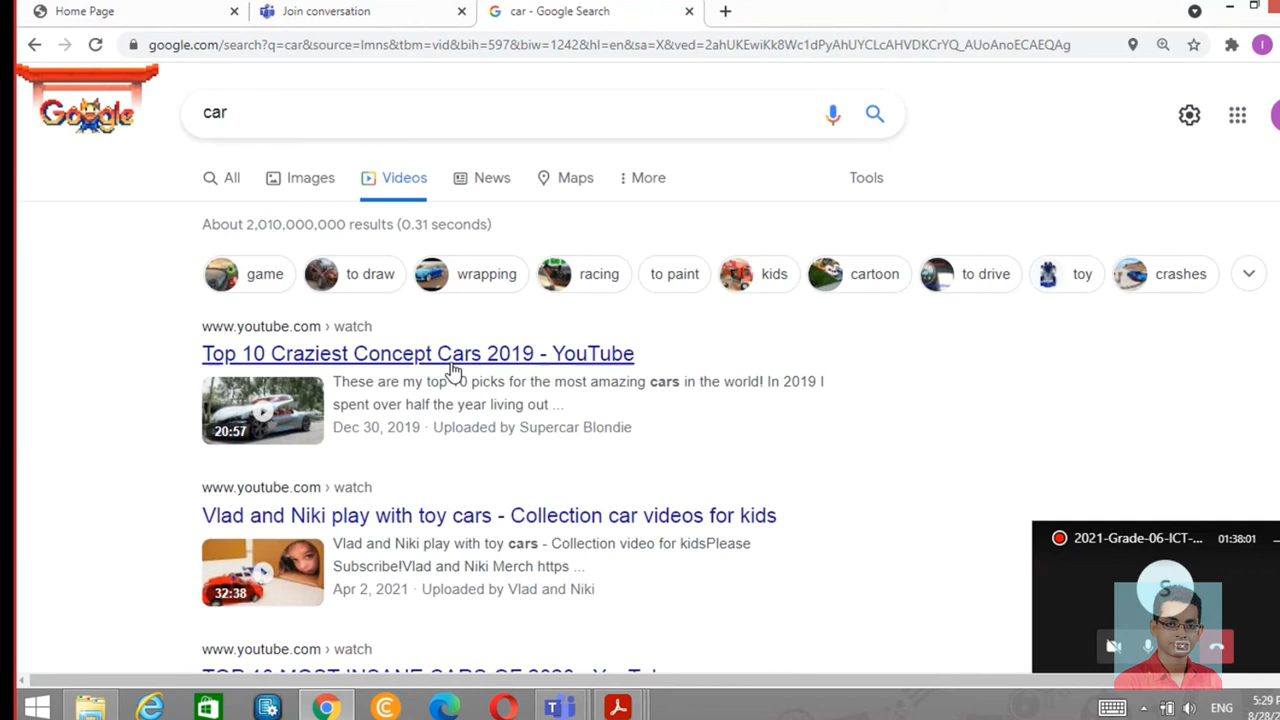 Home Page
Join conversation
car - Google Search
google.com/search?q=car&source=lmns&tbm=vid&bih=597&biw=1242&hl=en&sa=X&ved=2ahUKEwiKk8Wc1dPyAhUYCLcAHVDKCrYQ_AUoAnoECAEQAg
I
Google
car
All
Images
Videos
News
Maps
More
Tools
About 2,010,000,000 results (0.31 seconds)
game
to draw
wrapping
racing
to paint
kids
cartoon
to drive
toy
crashes
www.youtube.com › watch
Top 10 Craziest Concept Cars 2019 - YouTube
These are my top 10 picks for the most amazing cars in the world! In 2019 I
spent over half the year living out ...
20:57
Dec 30, 2019 · Uploaded by Supercar Blondie
www.youtube.com › watch
Vlad and Niki play with toy cars - Collection car videos for kids
Vlad and Niki play with toy cars - Collection video for kidsPlease
Subscribe!Vlad and Niki Merch https ...
32:38
Apr 2, 2021 · Uploaded by Vlad and Niki
www.youtube.com › watch
2021-Grade-06-ICT-...
01:38:01
ENG
5:29